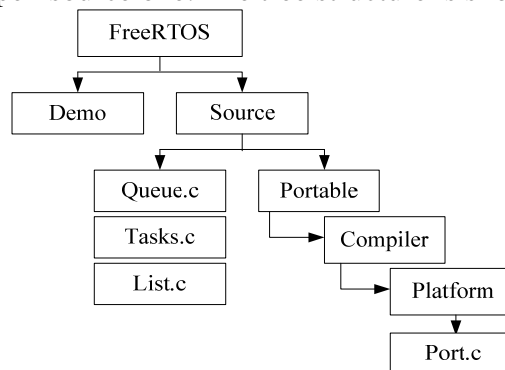 FreeRTOS
Demo
Source
Queue.c
Portable
Tasks.c
Compiler
List.c
Platform
Port.c